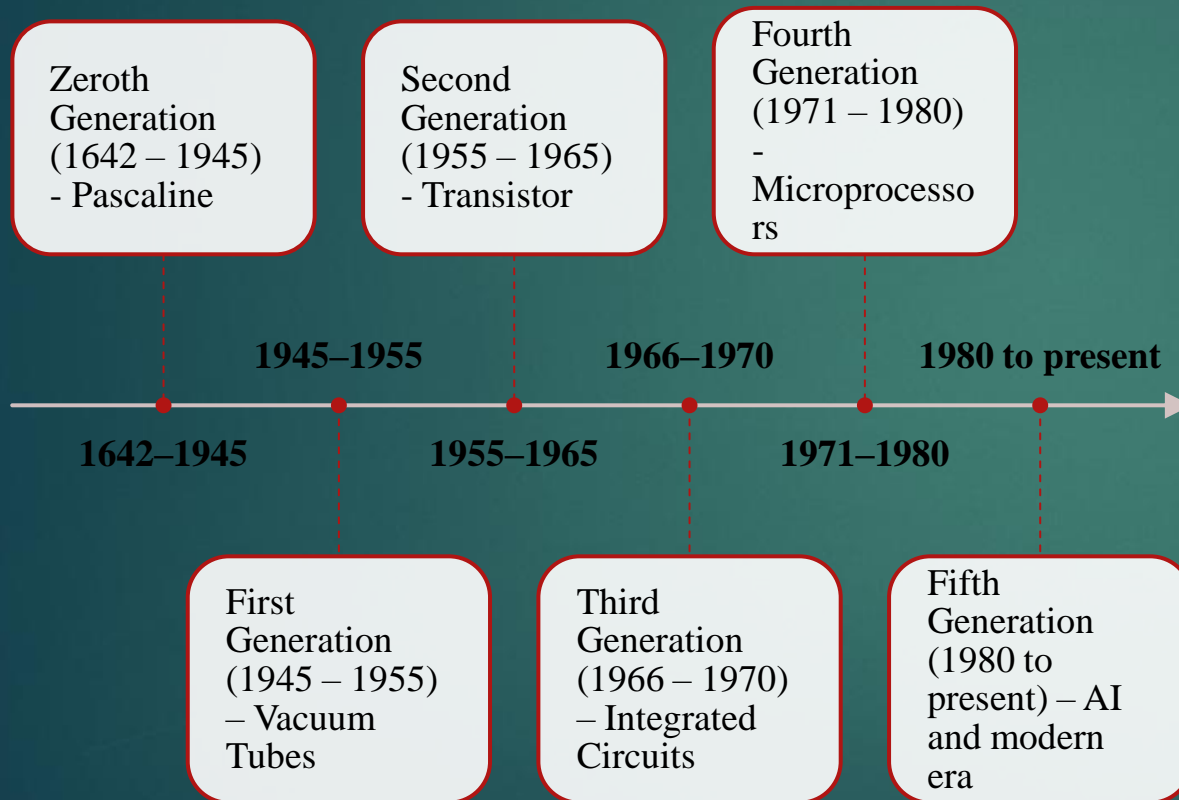 Zeroth
Generation
(1642 – 1945)
- Pascaline
Second
Generation
(1955 – 1965)
- Transistor
Fourth
Generation
(1971 – 1980)
-
Microprocesso
rs
1945–1955
1966–1970
1980 to present
1642–1945
1955–1965
1971–1980
First
Generation
(1945 – 1955)
– Vacuum
Tubes
Third
Generation
(1966 – 1970)
– Integrated
Circuits
Fifth
Generation
(1980 to
present) – AI
and modern
era